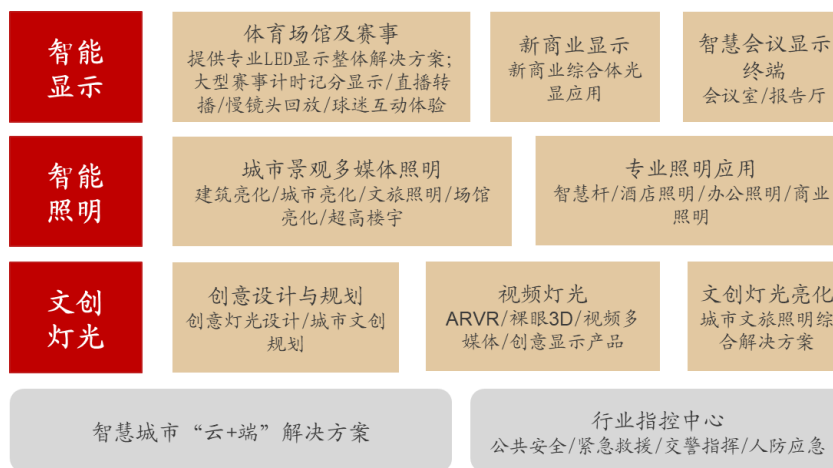 智能
显示
体育场馆及赛事
提供专业LED显示整体解决方案;
大型赛事计时记分显示/直播转
播/慢镜头回放/球迷互动体验
新商业显示
新商业综合体光
显应用
智慧会议显示
终端
会议室/报告厅
智能
照明
城市景观多媒体照明
建筑亮化/城市亮化/文旅照明/场馆
亮化/超高楼宇
专业照明应用
智慧杆/酒店照明/办公照明/商业
照明
文创
灯光
创意设计与规划
创意灯光设计/城市文创
规划
视频灯光
ARVR/裸眼3D/视频多
媒体/创意显示产品
文创灯光亮化
城市文旅照明综
合解决方案
智慧城市“云+端”解决方案
行业指控中心
公共安全/紧急救援/交警指挥/人防应急